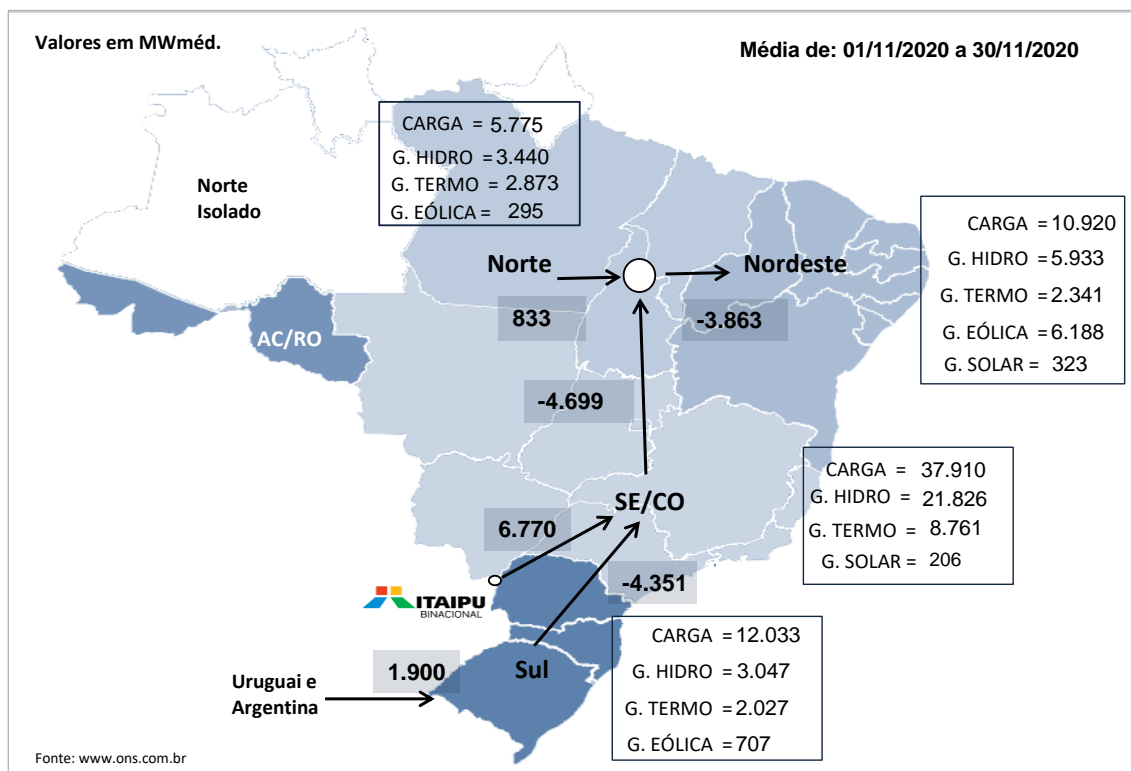 Valores em MWméd.
Média de: 01/11/2020 a 30/11/2020
CARGA = 5.775
G. HIDRO = 3.440
G. TERMO = 2.873
G. EÓLICA = 295
Norte
Isolado
CARGA = 10.920
G. HIDRO = 5.933
G. TERMO = 2.341
G. EÓLICA = 6.188
G. SOLAR = 323
Norte
Nordeste
833
-3.863
AC/RO
-4.699
CARGA = 37.910
G. HIDRO = 21.826
G. TERMO = 8.761
G. SOLAR = 206
SE/CO
6.770
-4.351
ITAIPU
BINACIONAL
CARGA = 12.033
G. HIDRO = 3.047
G. TERMO = 2.027
G. EÓLICA = 707
1.900
Sul
Uruguai e
Argentina
Fonte: www.ons.com.br